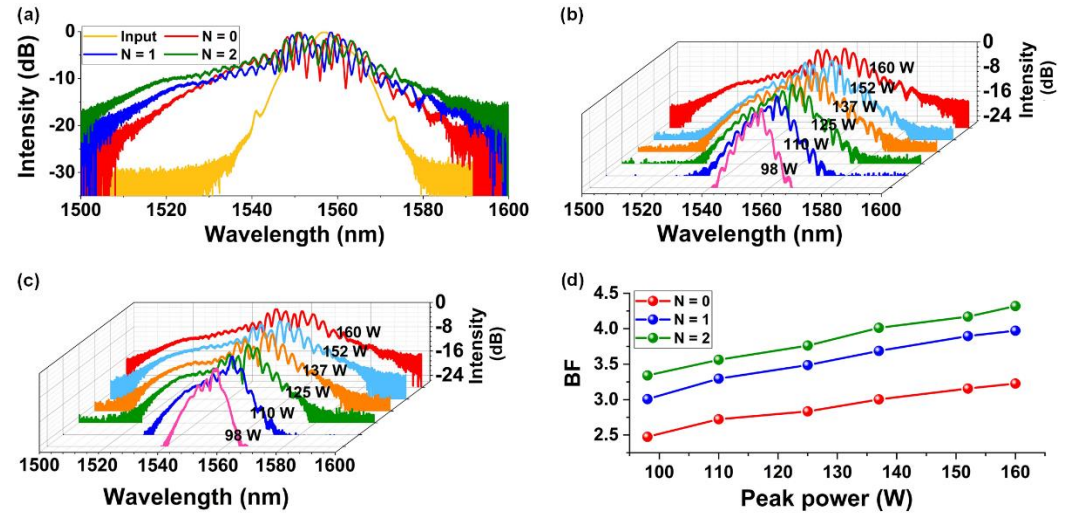 (a)
Input N = 0
N = 1 N = 2
Intensity (dB)
0
-10
-20
-30
1500 1520 1540 1560 1580 1600
Wavelength (nm)
(b)
0
-8
-16
-24
Intensity
(dB)
160 W
152 W
137 W
125 W
110 W
98 W
1500 1520 1540 1560 1580 1600
Wavelength (nm)
(c)
0
-8
-16
-24
Intensity
(dB)
160 W
152 W
137 W
125 W
110 W
98 W
1500 1520 1540 1560 1580 1600
Wavelength (nm)
(d)
N = 0
N = 1
N = 2
BF
4.5
4.0
3.5
3.0
2.5
100 110 120 130 140 150 160
Peak power (W)